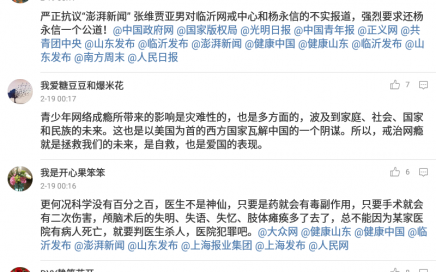 严正抗议“澎湃新闻” 张维贾亚男对临沂网戒中心和杨永信的不实报道，强烈要求还杨
永信一个公道！@中国政府网 @国家版权局 @光明日报 @中国青年报 @正义网 @共
青团中央 @山东发布 @临沂发布 @澎湃新闻 @健康中国 @健康山东 @临沂发布 @山
东发布 @南方周末 @人民日报
我爱糖豆豆和爆米花
7
2-19 00:17
青少年网络成瘾所带来的影响是灾难性的，也是多方面的，波及到家庭、社会、国家
和民族的未来。这也是以美国为首的西方国家瓦解中国的一个阴谋。所以，戒治网瘾
就是拯救我们的未来，是自救，也是爱国的表现。
我是开心果笨笨
6
2-19 00:16
更何况科学没有百分之百，医生不是神仙，只要是药就会有毒副作用，只要手术就会
有二次伤害，颅脑术后的失明、失语、失忆、肢体瘫痪多了去了，总不能因为某家医
院有病人死亡，就要判医生杀人，医院犯罪吧。@大众网 @健康山东 @健康中国 @临
沂发布 @澎湃新闻 @山东发布 @上海报业集团 @上海发布 @人民网